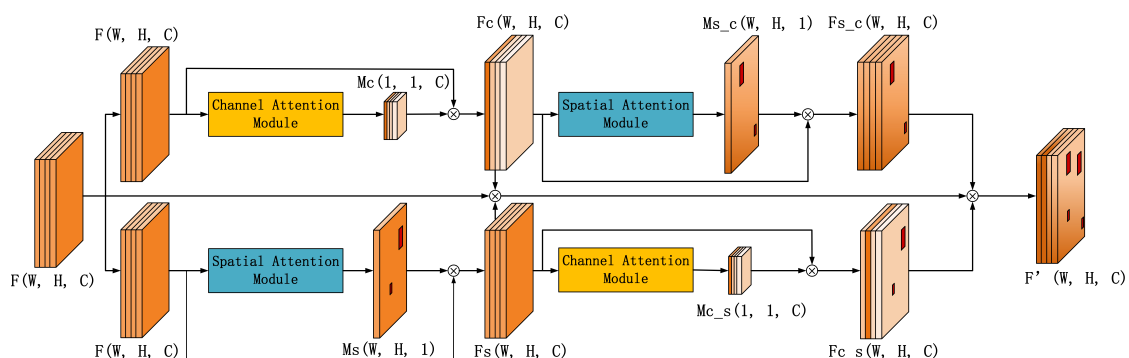 F(W, H, C)
Fc(W, H, C)
Ms_c(W, H, 1)
Fs_c(W, H, C)
Mc(1, 1, C)
Channel Attention
Module
Spatial Attention
Module
F(W, H, C)
Spatial Attention
Module
Channel Attention
Module
Mc_s(1, 1, C)
F' (W, H, C)
F(W, H, C)
Ms(W, H, 1)
Fs(W, H, C)
Fc_s(W, H, C)